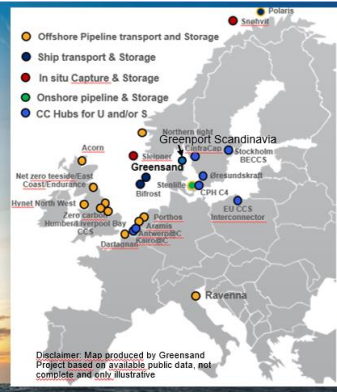 Polaris
Snøhvit
Offshore Pipeline transport and Storage
Ship transport & Storage
In situ Capture & Storage
Onshore pipeline & Storage
CC Hubs for U and/or S
Northern light
Greenport Scandinavia
Acorn
Sleipner
CinfraCap
Stockholm
BECCS
Greensand
Net zero teeside/East
Coast/Endurance
Øresundskraft
Stenlille
CPH C4
Bifrost
Hynet North West
EU CCS
Interconnector
Zero carbon
Humber/Liverpool Bay
CCS
Porthos
Aramis
Antwerp@C
Kairo@C
Dartagnan
Ravenna
Disclaimer: Map produced by Greensand
Project based on available public data, not
complete and only illustrative